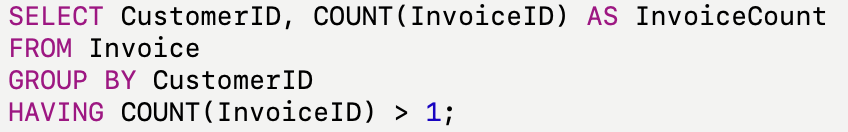 SELECT CustomerID, COUNT(InvoiceID) AS InvoiceCount
FROM Invoice
GROUP BY CustomerID
HAVING COUNT(InvoiceID) > 1;